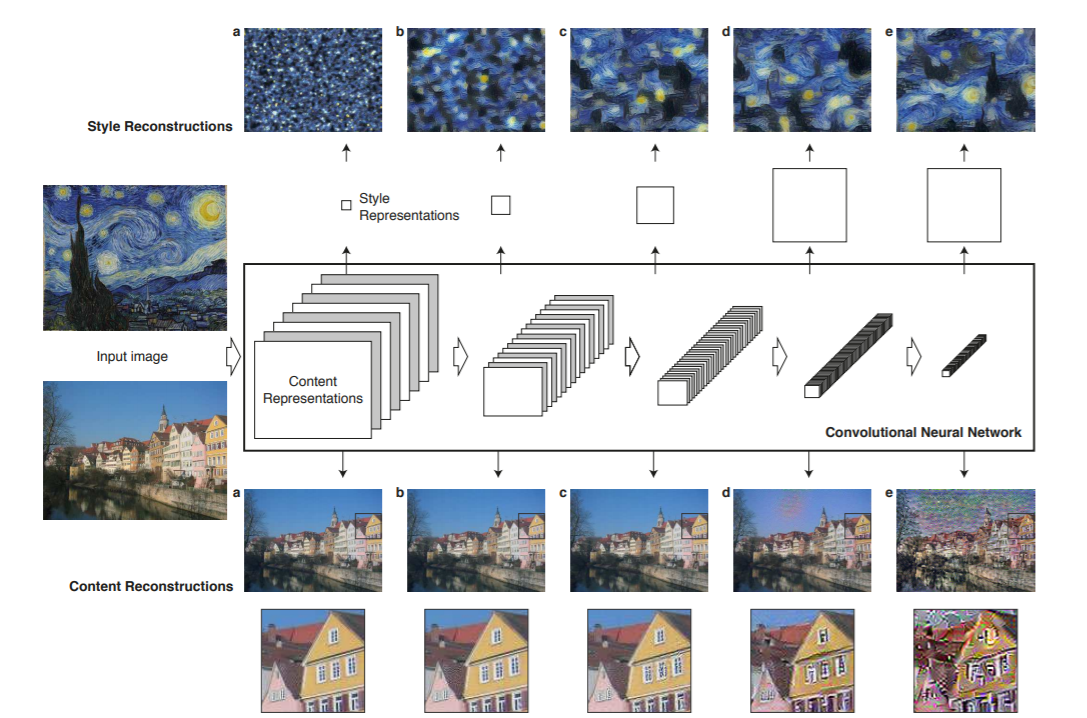 a
b
c
d
e
Style Reconstructions
Style
Representations
Input image
Content
Representations
Convolutional Neural Network
a
b
c
d
e
Content Reconstructions